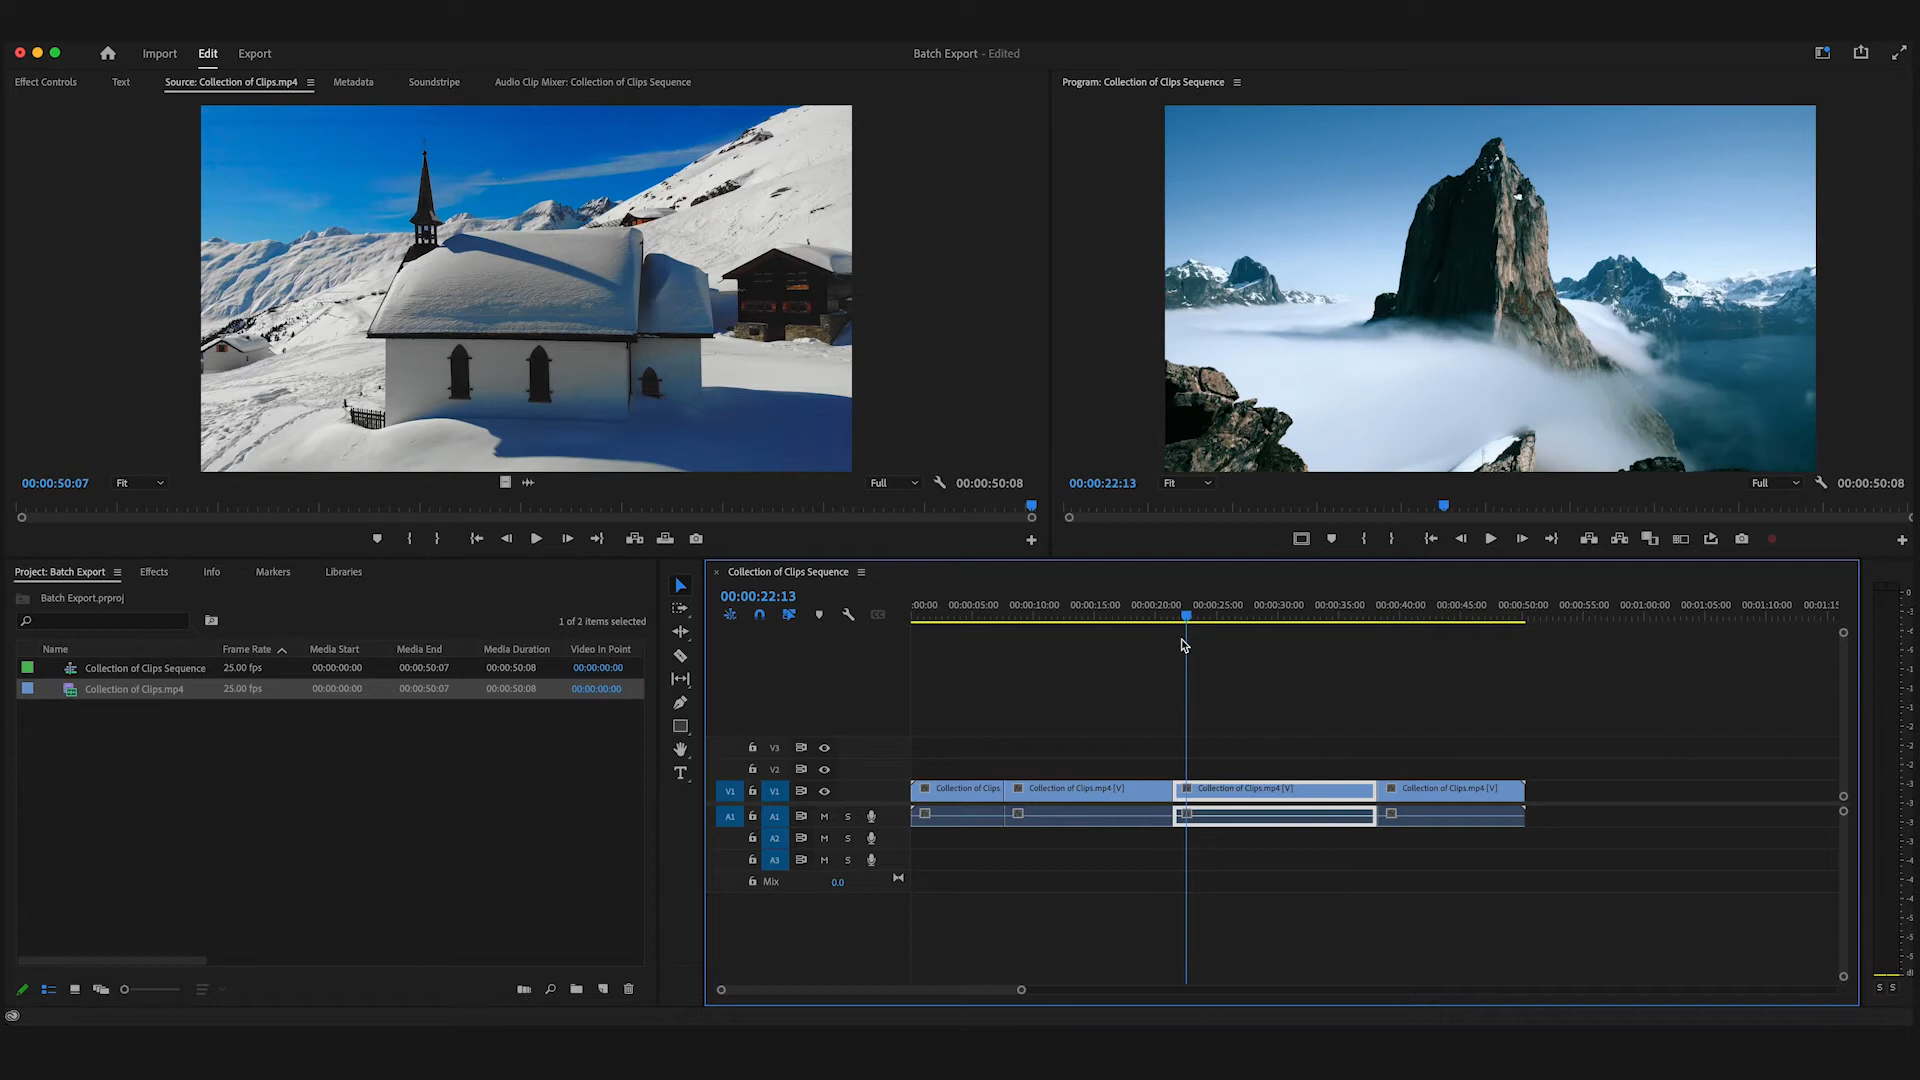 Import
Edit
Export
Batch Export - Edited
Effect Controls
Text
Source: Collection of Clips.mp4
Metadata
Soundstripe
Audio Clip Mixer: Collection of Clips Sequence
Program: Collection of Clips Sequence
00:00:50:07
Fit
Full
00:00:50:08
00:00:22:13
Fit
Full
00:00:50:08
Project: Batch Export
Effects
Info
Markers
Libraries
Batch Export.prproj
1 of 2 items selected
Name Frame Rate Media Start Media End Media Duration Video In Point
Collection of Clips Sequence 25.00 fps 00:00:00:00 00:00:50:07 00:00:50:08 00:00:00:00
Collection of Clips.mp4 25.00 fps 00:00:00:00 00:00:50:07 00:00:50:08 00:00:00:00
× Collection of Clips Sequence
00:00:22:13
:00:00 00:00:05:00 00:00:10:00 00:00:15:00 00:00:20:00 00:00:25:00 00:00:30:00 00:00:35:00 00:00:40:00 00:00:45:00 00:00:50:00 00:00:55:00 00:01:00:00 00:01:05:00 00:01:10:00 00:01:15
V3
V2
V1 V1 Collection of Clips Collection of Clips.mp4 [V] Collection of Clips.mp4 [V] Collection of Clips.mp4 [V]
A1 A1 M S
A2 M S
A3 M S
Mix 0.0
S S